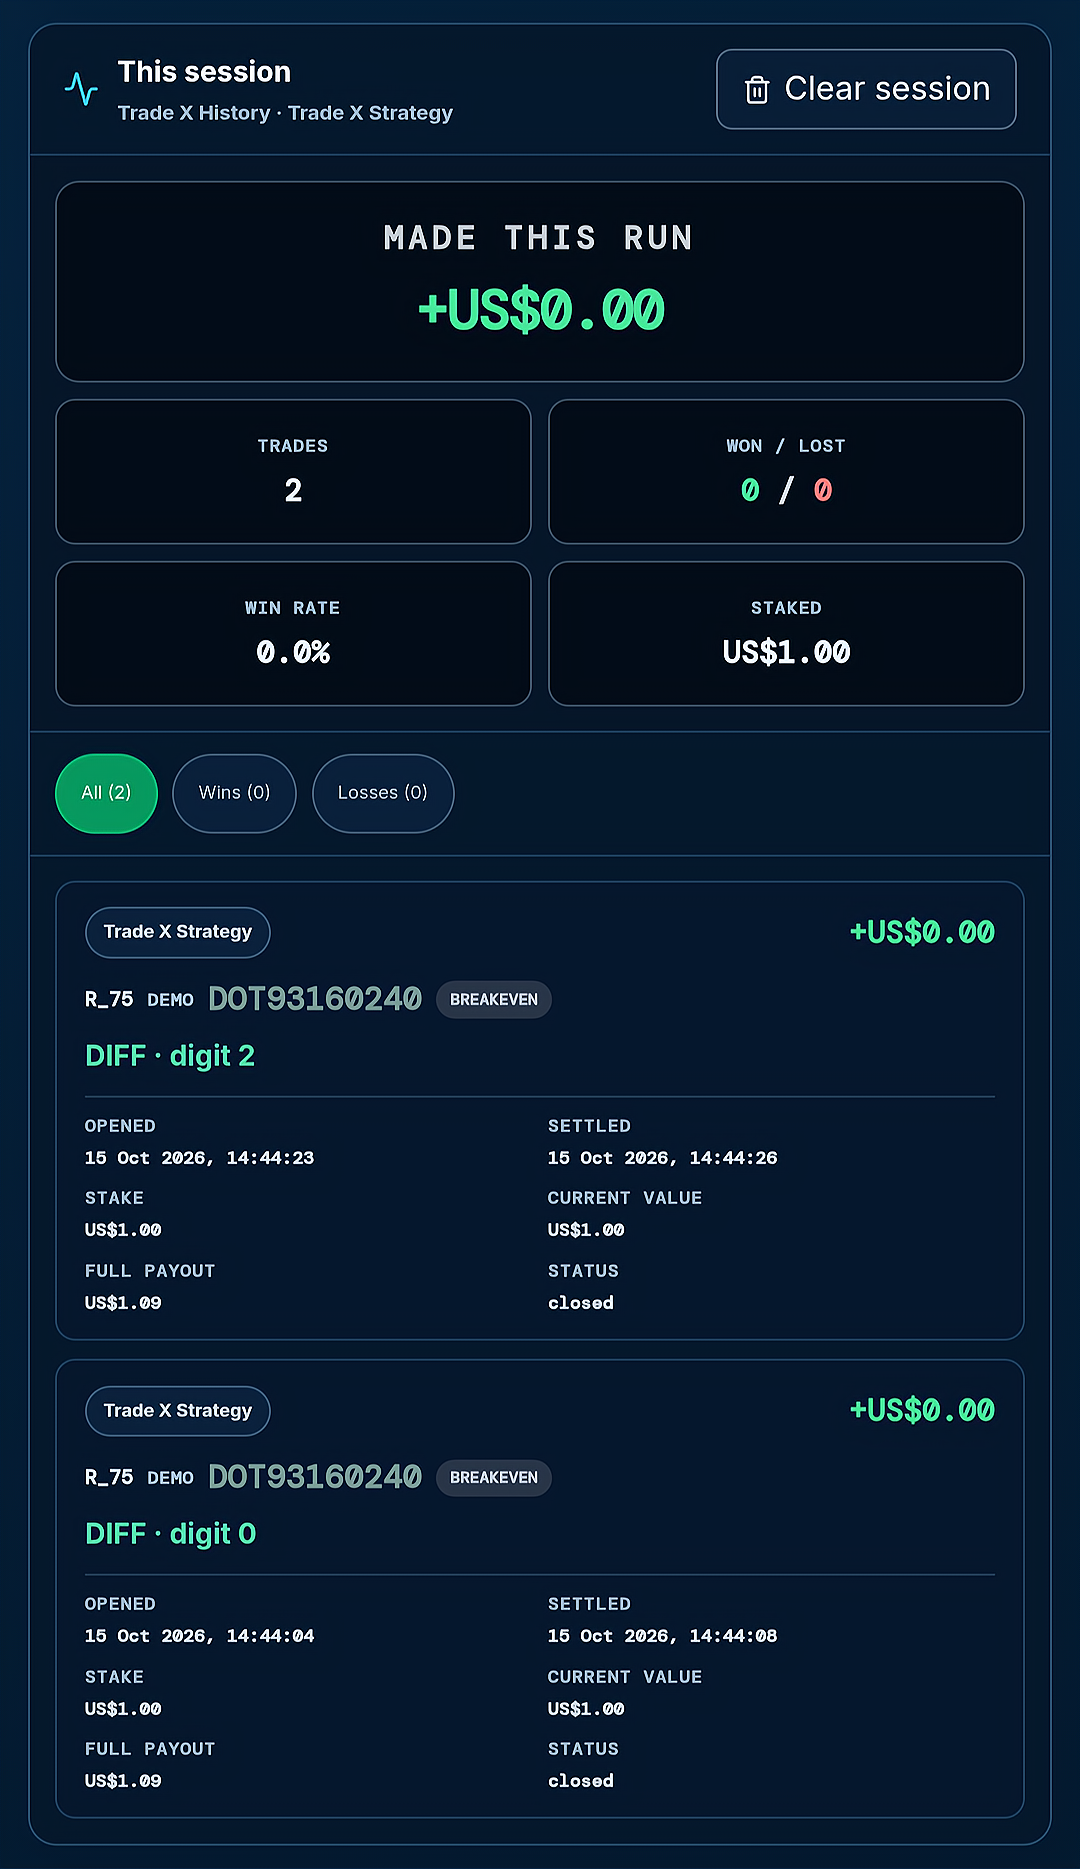 This session
Trade X History · Trade X Strategy
Clear session
MADE THIS RUN
+US$0.00
TRADES
2
WON / LOST
0 / 0
WIN RATE
0.0%
STAKED
US$1.00
All (2)
Wins (0)
Losses (0)
Trade X Strategy
+US$0.00
R_75 DEMO DOT93160240 BREAKEVEN
DIFF · digit 2
OPENED
15 Oct 2026, 14:44:23
SETTLED
15 Oct 2026, 14:44:26
STAKE
US$1.00
CURRENT VALUE
US$1.00
FULL PAYOUT
US$1.09
STATUS
closed
Trade X Strategy
+US$0.00
R_75 DEMO DOT93160240 BREAKEVEN
DIFF · digit 0
OPENED
15 Oct 2026, 14:44:04
SETTLED
15 Oct 2026, 14:44:08
STAKE
US$1.00
CURRENT VALUE
US$1.00
FULL PAYOUT
US$1.09
STATUS
closed